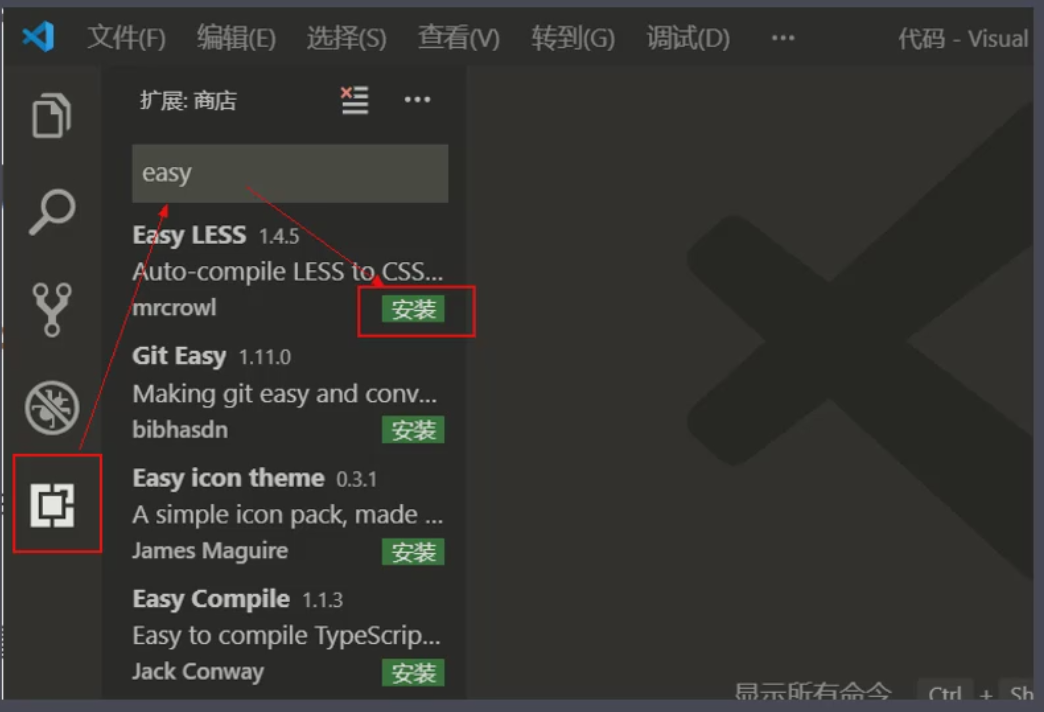 文件(F) 编辑(E) 选择(S) 查看(V) 转到(G) 调试(D) ··· 代码 - Visual
扩展: 商店 ···
easy
Easy LESS 1.4.5
Auto-compile LESS to CSS...
mrcrowl 安装
Git Easy 1.11.0
Making git easy and conv...
bibhasdn 安装
Easy icon theme 0.3.1
A simple icon pack, made ...
James Maguire 安装
Easy Compile 1.1.3
Easy to compile TypeScrip...
Jack Conway 安装
显示所有命令 Ctrl + Sh